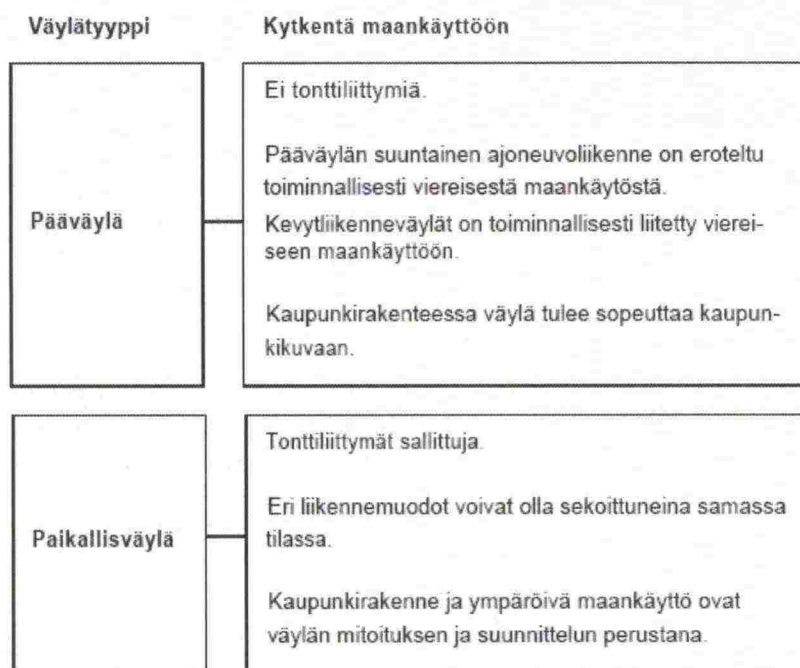 Väylätyyppi
Kytkentä maankäyttöön
Pääväylä
Ei tonttiliittymiä.
Pääväylän suuntainen ajoneuvoliikenne on eroteltu
toiminnallisesti viereisestä maankäytöstä.
Kevytliikenneväylät on toiminnallisesti liitetty vierei-
seen maankäyttöön.
Kaupunkirakenteessa väylä tulee sopeuttaa kaupun-
kikuvaan.
Paikallisväylä
Tonttiliittymät sallittuja.
Eri liikennemuodot voivat olla sekoittuneina samassa
tilassa.
Kaupunkirakenne ja ympäröivä maankäyttö ovat
väylän mitoituksen ja suunnittelun perustana.